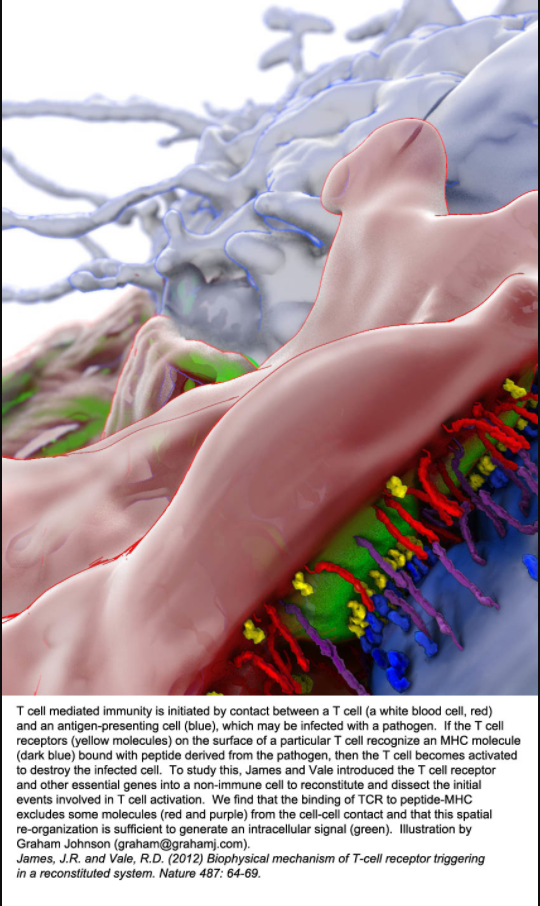 T cell mediated immunity is initiated by contact between a T cell (a white blood cell, red)
and an antigen-presenting cell (blue), which may be infected with a pathogen.  If the T cell
receptors (yellow molecules) on the surface of a particular T cell recognize an MHC molecule
(dark blue) bound with peptide derived from the pathogen, then the T cell becomes activated
to destroy the infected cell.  To study this, James and Vale introduced the T cell receptor
and other essential genes into a non-immune cell to reconstitute and dissect the initial
events involved in T cell activation.  We find that the binding of TCR to peptide-MHC
excludes some molecules (red and purple) from the cell-cell contact and that this spatial
re-organization is sufficient to generate an intracellular signal (green).  Illustration by
Graham Johnson (graham@grahamj.com).
James, J.R. and Vale, R.D. (2012) Biophysical mechanism of T-cell receptor triggering
in a reconstituted system. Nature 487: 64-69.